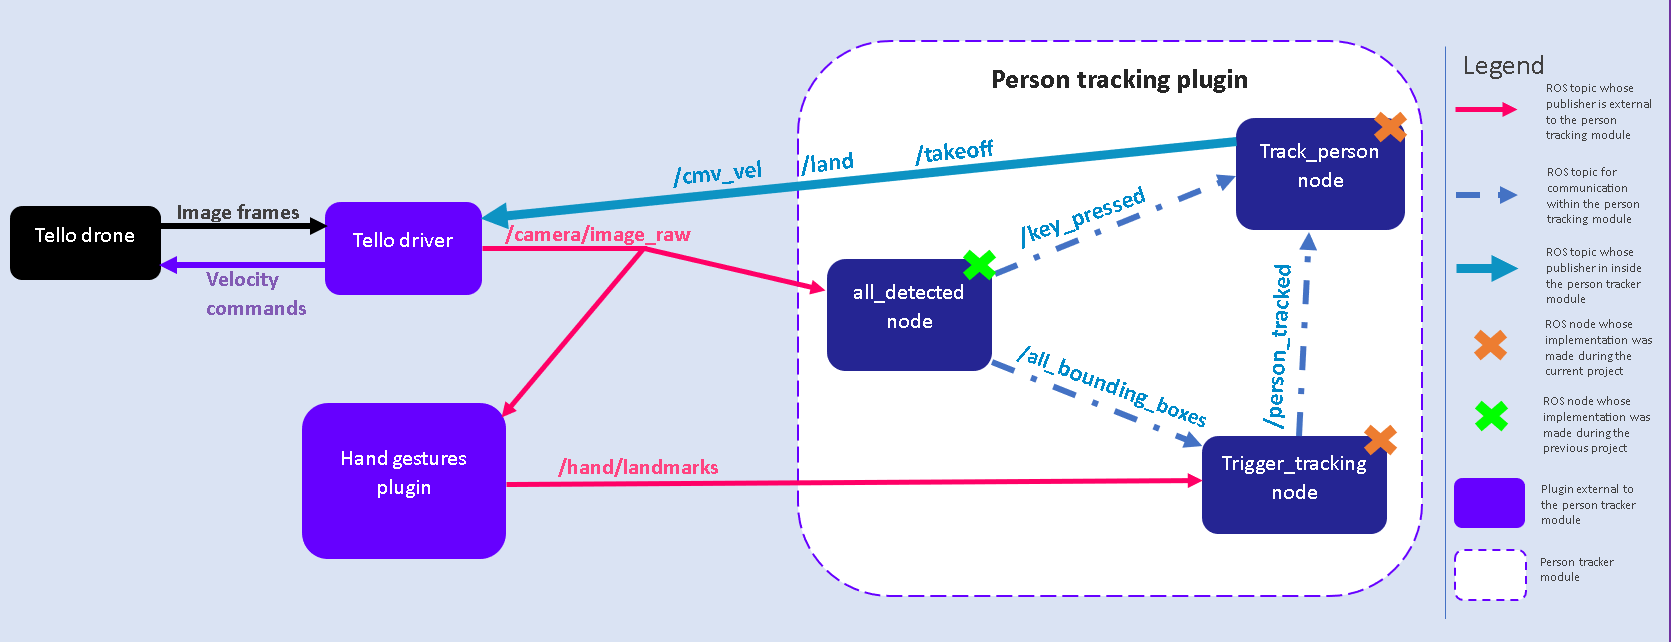 Person tracking plugin
Tello drone
Image frames
Velocity
commands
Tello driver
/cmv_vel
/land
/takeoff
/camera/image_raw
Track_person
node
/key_pressed
all_detected
node
/all_bounding_boxes
/person_tracked
Hand gestures
plugin
/hand/landmarks
Trigger_tracking
node
Legend
ROS topic whose
publisher is external
to the person
tracking module
ROS topic for
communication
within the person
tracking module
ROS topic whose
publisher in inside
the person tracker
module
ROS node whose
implementation was
made during the
current project
ROS node whose
implementation was
made during the
previous project
Plugin external to
the person tracker
module
Person tracker
module